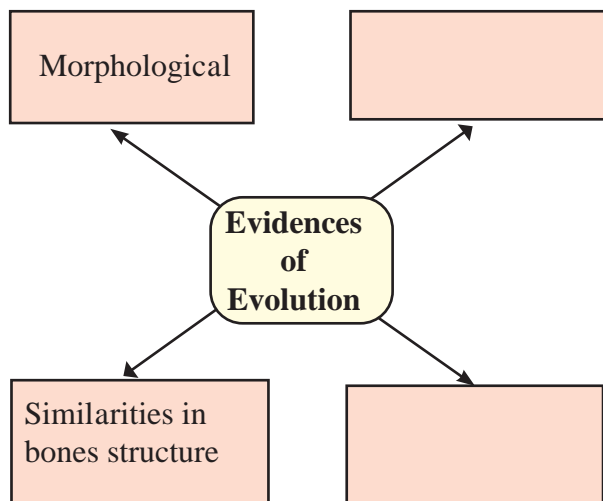 Morphological
Evidences
of
Evolution
Similarities in
bones structure